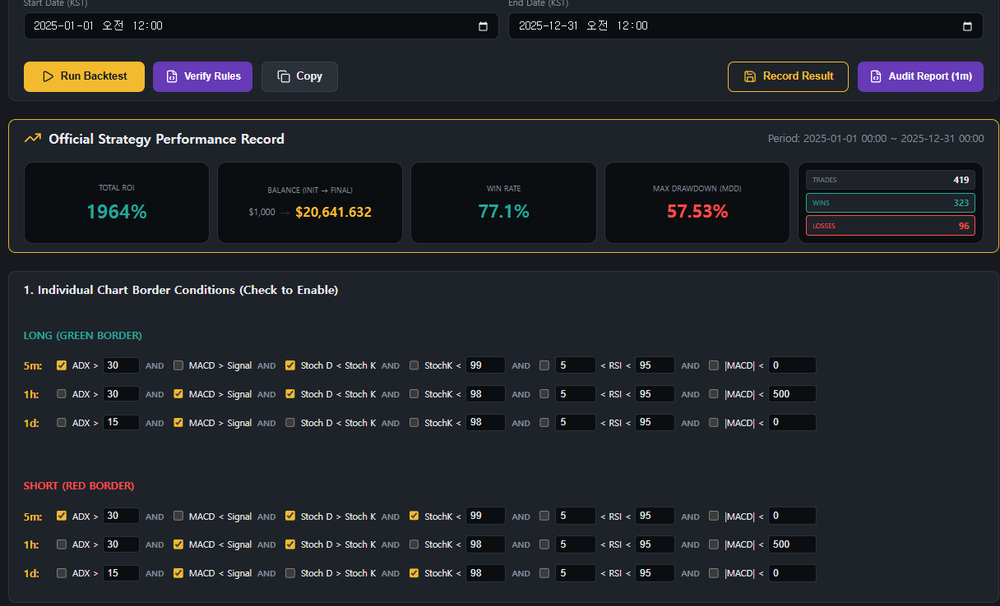 Start Date (KST) End Date (KST)
2025-01-01 오전 12:00 2025-12-31 오전 12:00
Run Backtest Verify Rules Copy Record Result Audit Report (1m)
Official Strategy Performance Record Period: 2025-01-01 00:00 ~ 2025-12-31 00:00
TOTAL ROI
1964%
BALANCE (INIT → FINAL)
$1,000 → $20,641.632
WIN RATE
77.1%
MAX DRAWDOWN (MDD)
57.53%
TRADES 419
WINS 323
LOSSES 96
1. Individual Chart Border Conditions (Check to Enable)
LONG (GREEN BORDER)
5m: ADX > 30 AND MACD > Signal AND Stoch D < Stoch K AND StochK < 99 AND 5 < RSI < 95 AND |MACD| < 0
1h: ADX > 30 AND MACD > Signal AND Stoch D < Stoch K AND StochK < 98 AND 5 < RSI < 95 AND |MACD| < 500
1d: ADX > 15 AND MACD > Signal AND Stoch D < Stoch K AND StochK < 98 AND 5 < RSI < 95 AND |MACD| < 0
SHORT (RED BORDER)
5m: ADX > 30 AND MACD < Signal AND Stoch D > Stoch K AND StochK < 99 AND 5 < RSI < 95 AND |MACD| < 0
1h: ADX > 30 AND MACD < Signal AND Stoch D > Stoch K AND StochK < 98 AND 5 < RSI < 95 AND |MACD| < 500
1d: ADX > 15 AND MACD < Signal AND Stoch D > Stoch K AND StochK < 98 AND 5 < RSI < 95 AND |MACD| < 0